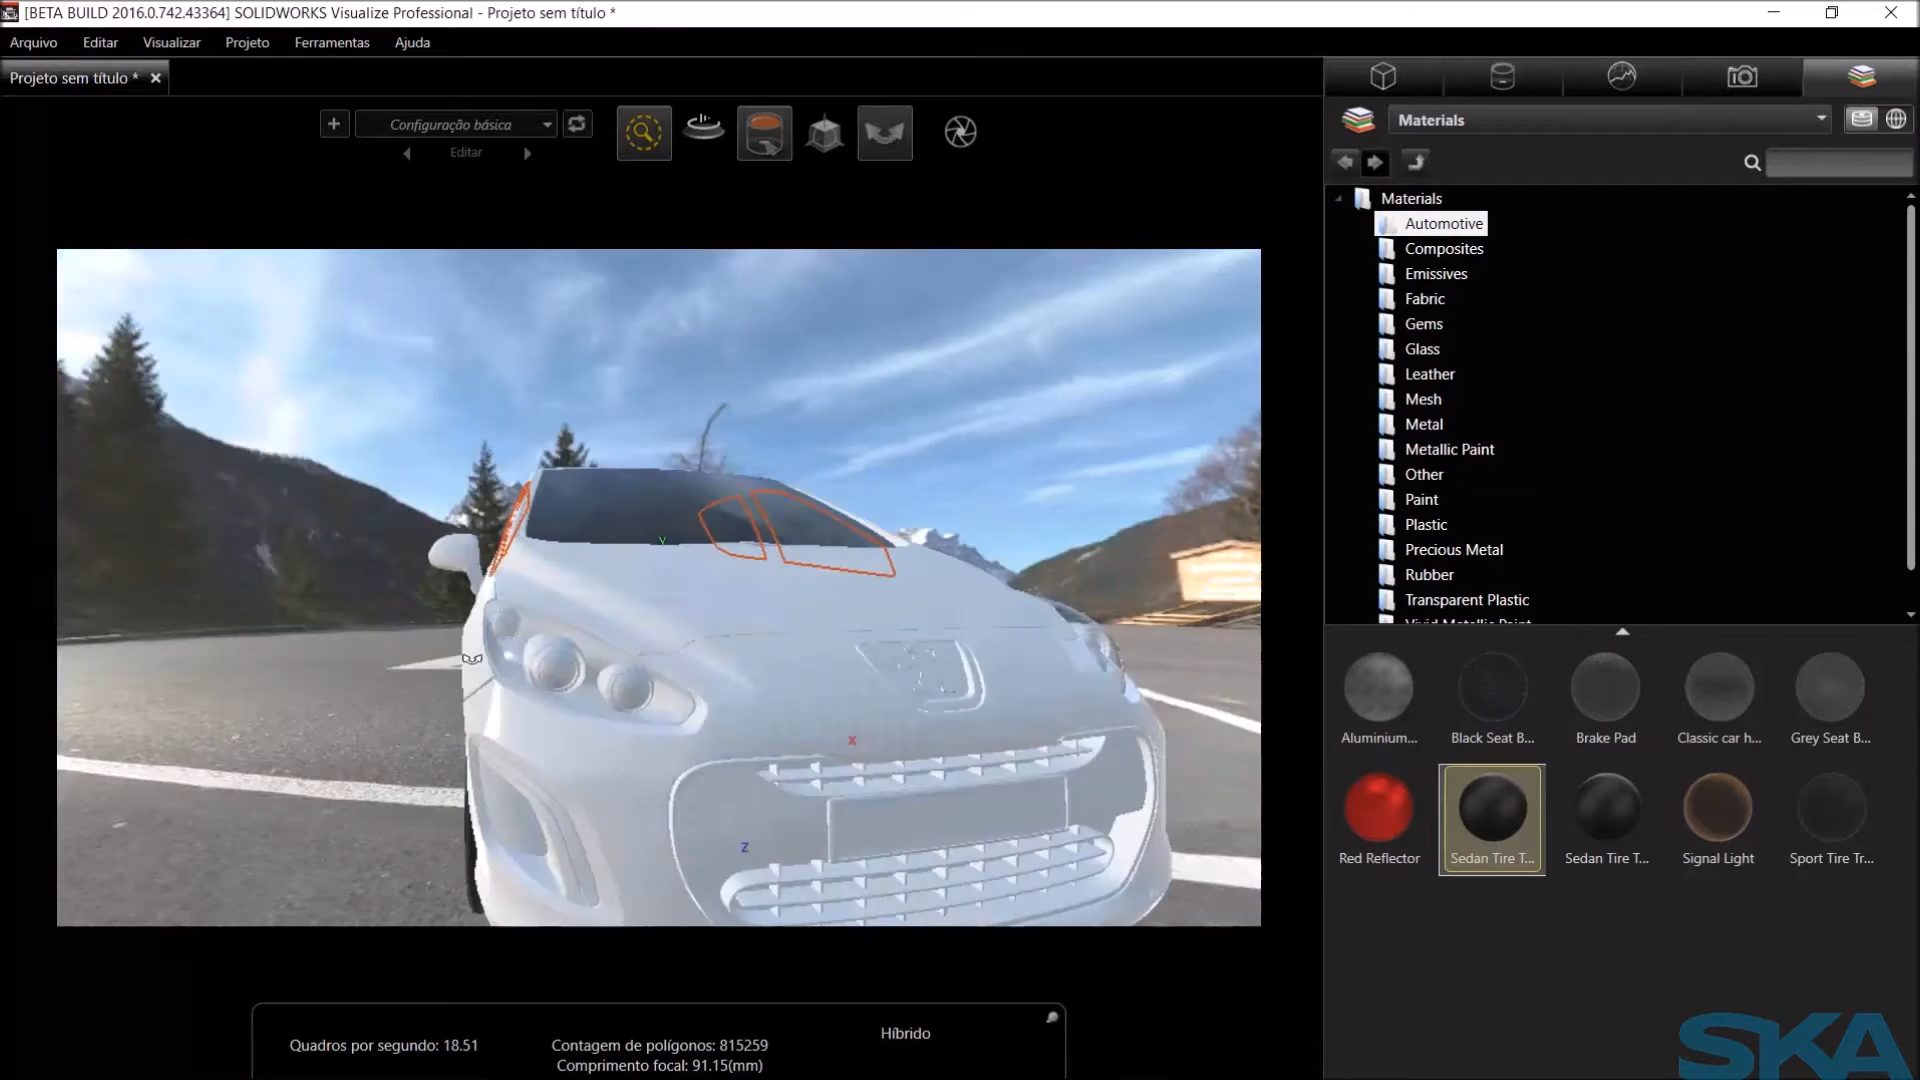 [BETA BUILD 2016.0.742.43364] SOLIDWORKS Visualize Professional - Projeto sem título *
Arquivo Editar Visualizar Projeto Ferramentas Ajuda
Projeto sem título *
Configuração básica
Editar
Materials
Materials
Automotive
Composites
Emissives
Fabric
Gems
Glass
Leather
Mesh
Metal
Metallic Paint
Other
Paint
Plastic
Precious Metal
Rubber
Transparent Plastic
Vivid Metallic Paint
Y
X
Z
Aluminium... Black Seat B... Brake Pad Classic car h... Grey Seat B...
Red Reflector Sedan Tire T... Sedan Tire T... Signal Light Sport Tire Tr...
Quadros por segundo: 18.51
Contagem de polígonos: 815259
Comprimento focal: 91.15(mm)
Híbrido
SKA